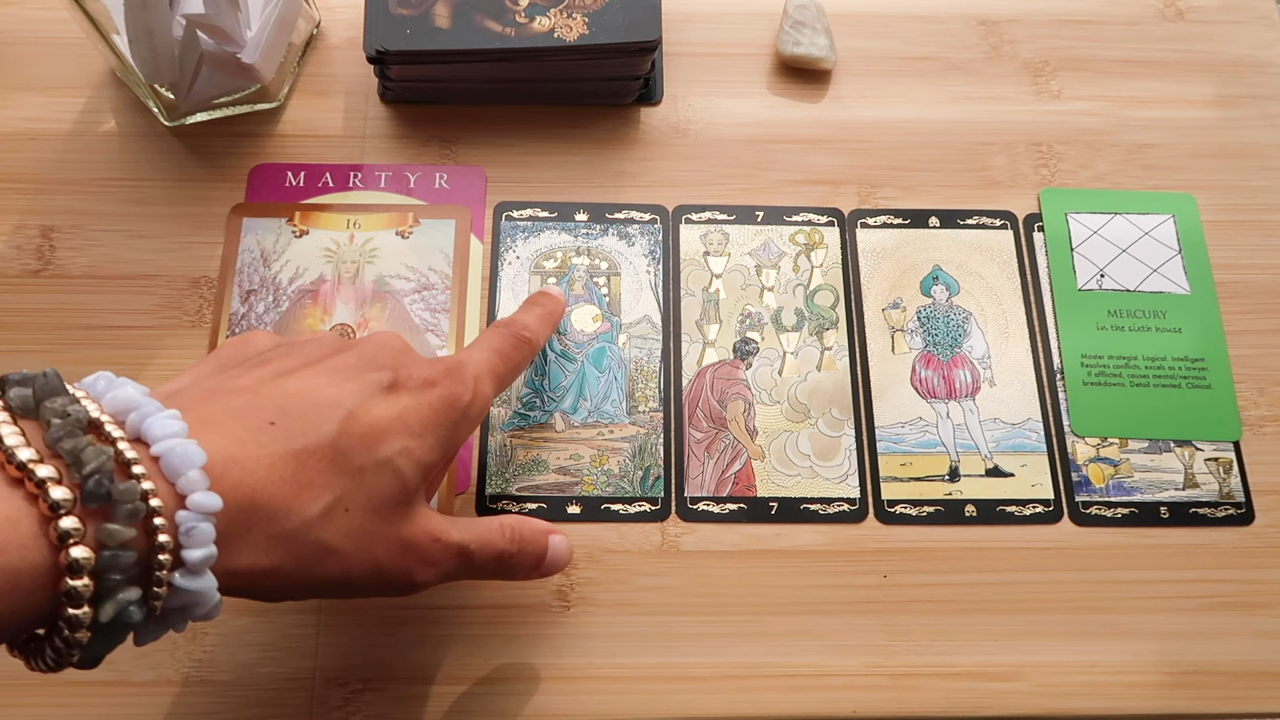 MARTYR
16
7
7
5
MERCURY
in the sixth house
Master strategist. Logical. Intelligent
Resolves conflicts, excels as a lawyer.
If afflicted, causes mental/nervous
breakdowns. Detail oriented. Clinical.